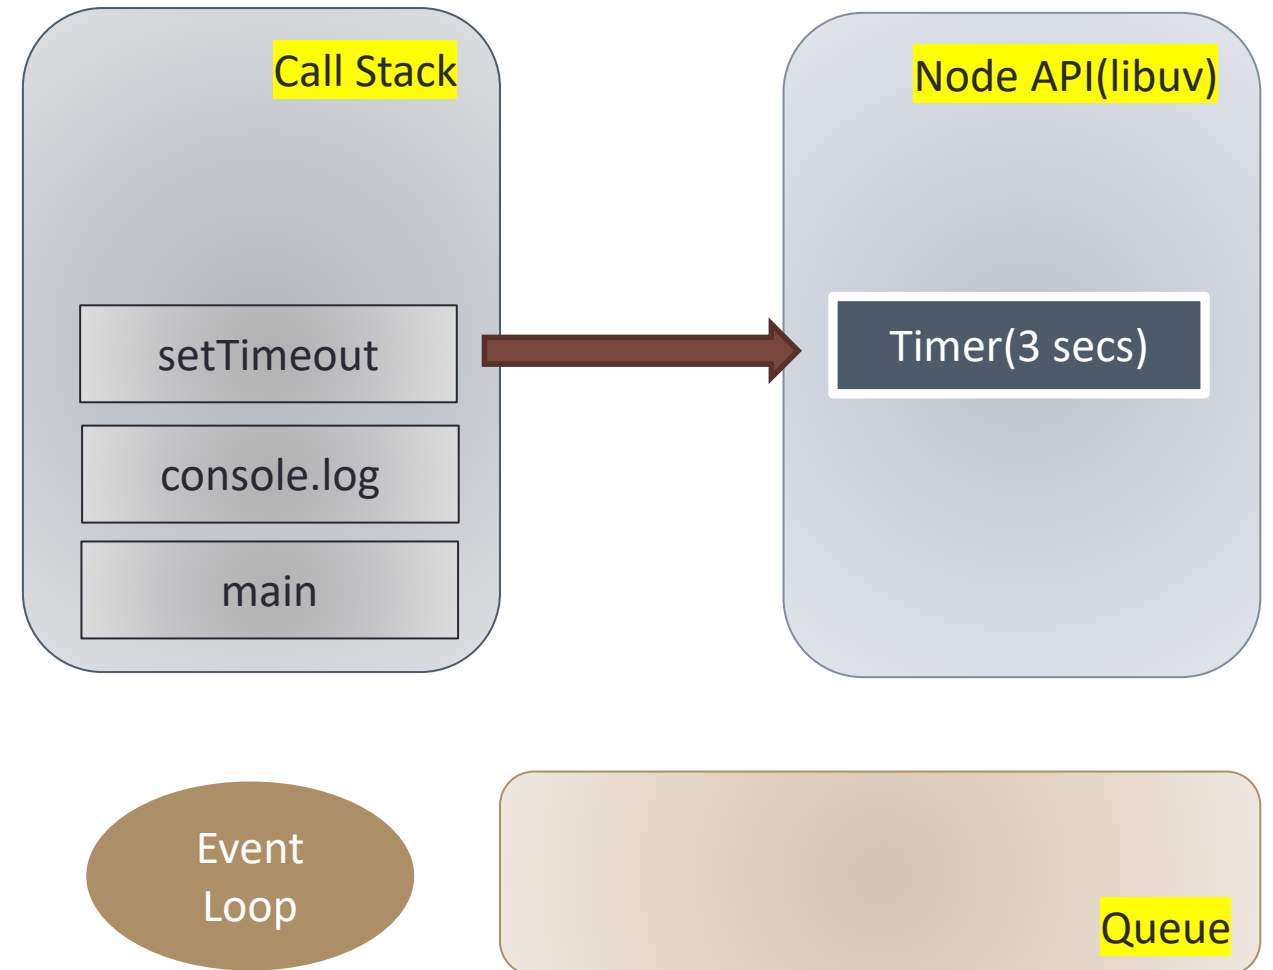 Call Stack
setTimeout
console.log
main
Node API(libuv)
Timer(3 secs)
Event
Loop
Queue